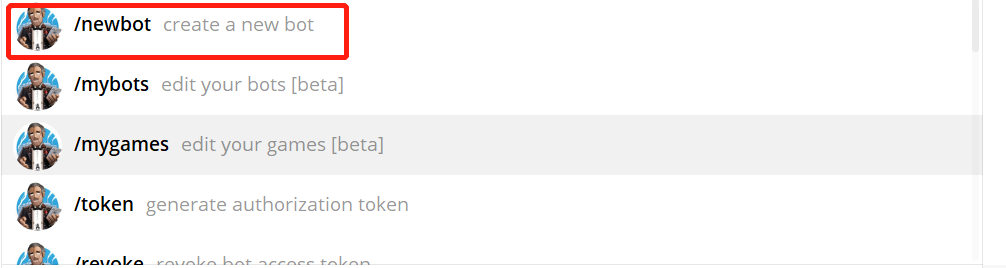 /newbot create a new bot
/mybots edit your bots [beta]
/mygames edit your games [beta]
/token generate authorization token
/revoke revoke bot access token